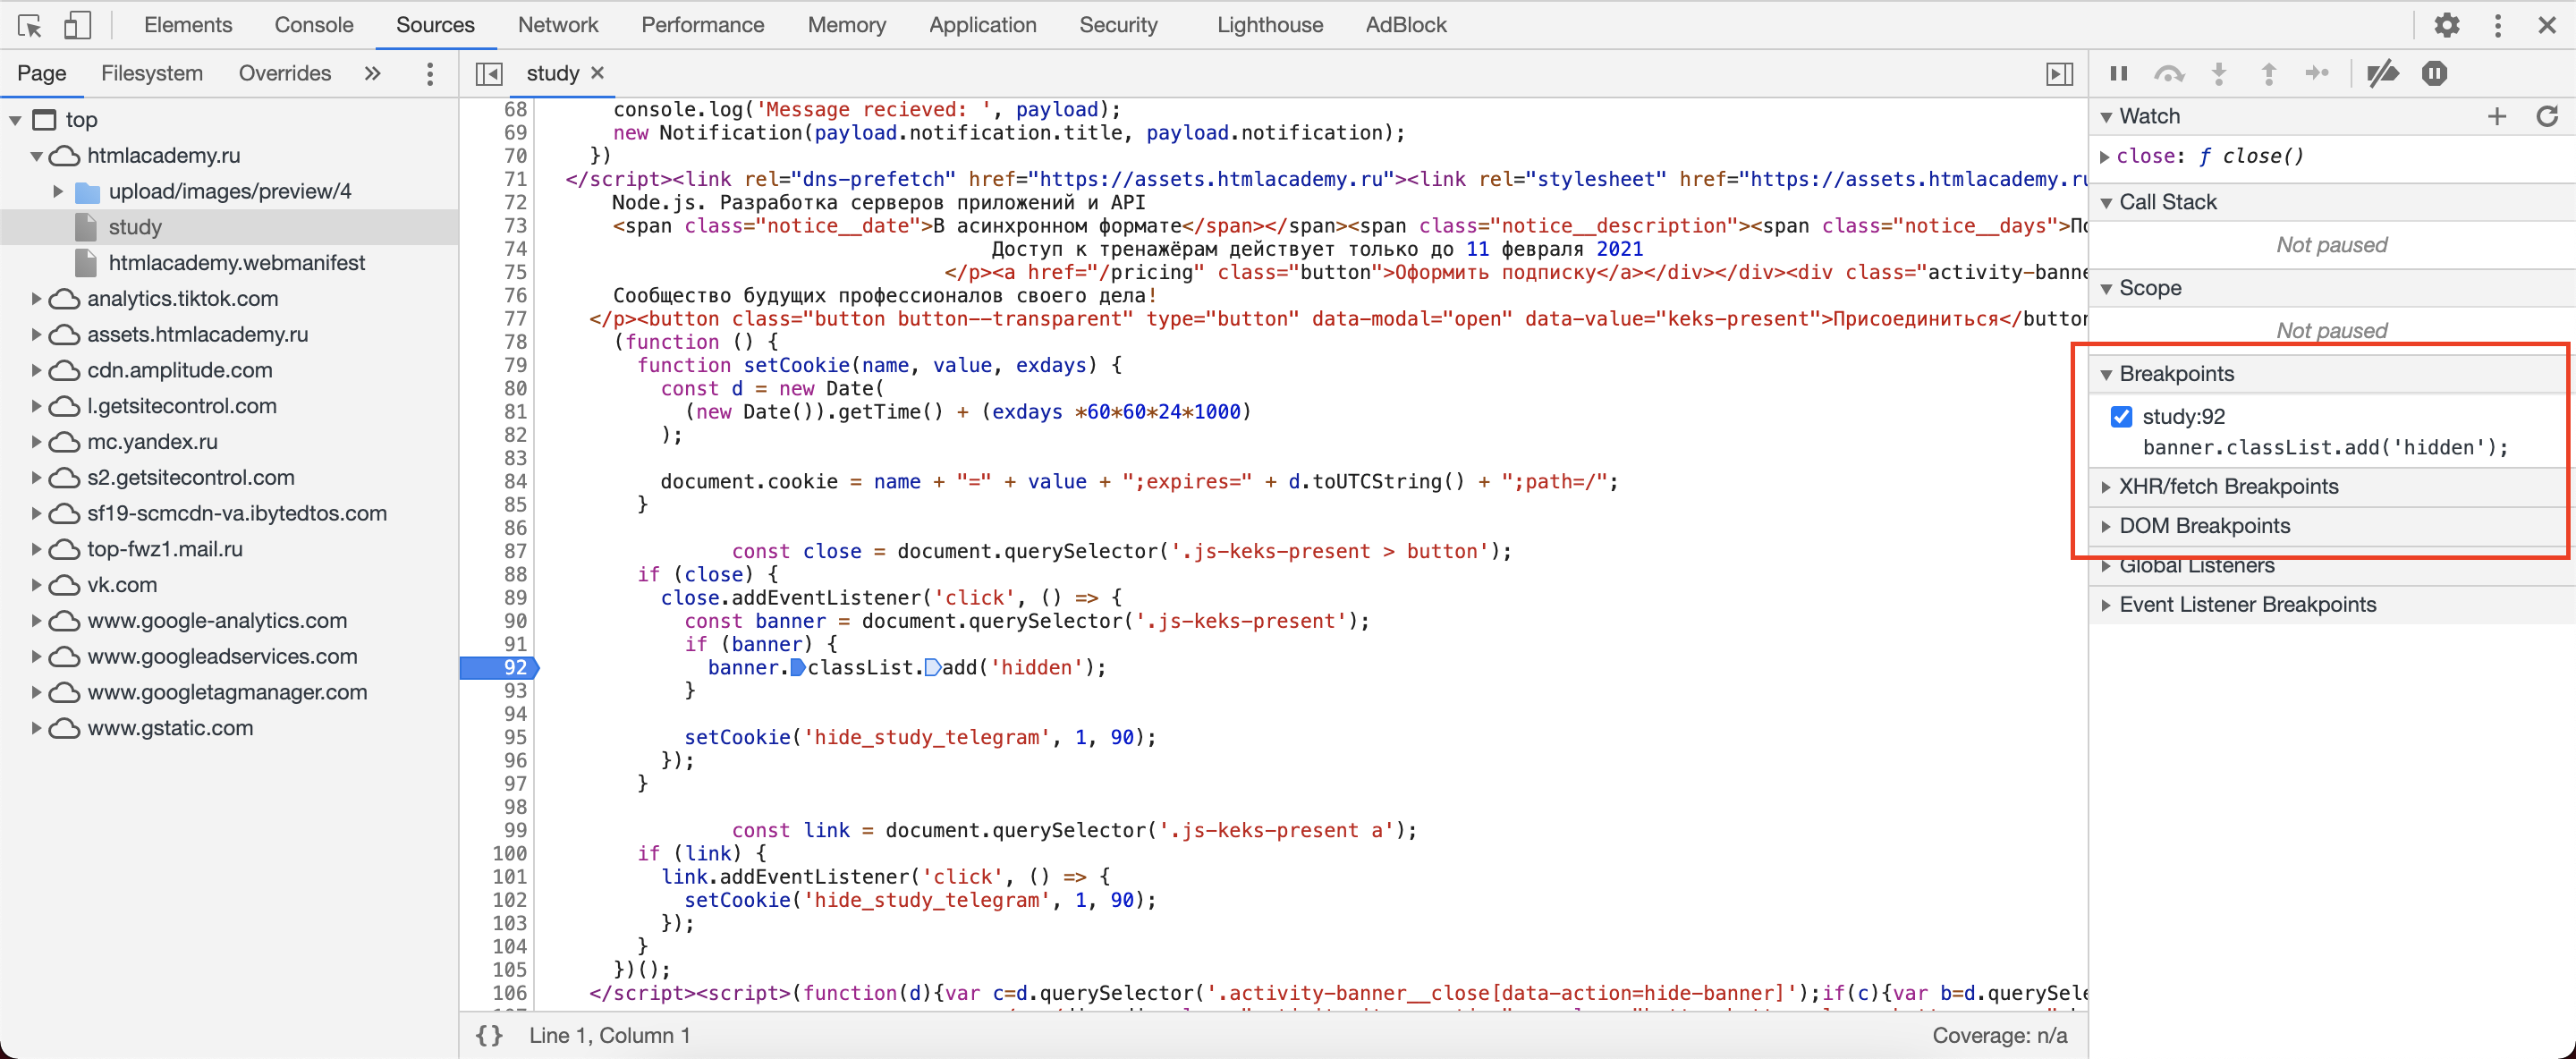 Elements Console Sources Network Performance Memory Application Security Lighthouse AdBlock
Page Filesystem Overrides »
top
htmlacademy.ru
upload/images/preview/4
study
htmlacademy.webmanifest
analytics.tiktok.com
assets.htmlacademy.ru
cdn.amplitude.com
l.getsitecontrol.com
mc.yandex.ru
s2.getsitecontrol.com
sf19-scmcdn-va.ibytedtos.com
top-fwz1.mail.ru
vk.com
www.google-analytics.com
www.googleadservices.com
www.googletagmanager.com
www.gstatic.com
study ×
68 console.log('Message recieved: ', payload);
69 new Notification(payload.notification.title, payload.notification);
70 })
71 </script><link rel="dns-prefetch" href="https://assets.htmlacademy.ru"><link rel="stylesheet" href="https://assets.htmlacademy.ru
72 Node.js. Разработка серверов приложений и API
73 <span class="notice__date">В асинхронном формате</span></span><span class="notice__description"><span class="notice__days">По
74 Доступ к тренажёрам действует только до 11 февраля 2021
75 </p><a href="/pricing" class="button">Оформить подписку</a></div></div><div class="activity-banne
76 Сообщество будущих профессионалов своего дела!
77 </p><button class="button button--transparent" type="button" data-modal="open" data-value="keks-present">Присоединиться</button
78 (function () {
79 function setCookie(name, value, exdays) {
80 const d = new Date(
81 (new Date()).getTime() + (exdays *60*60*24*1000)
82 );
83
84 document.cookie = name + "=" + value + ";expires=" + d.toUTCString() + ";path=/";
85 }
86
87 const close = document.querySelector('.js-keks-present > button');
88 if (close) {
89 close.addEventListener('click', () => {
90 const banner = document.querySelector('.js-keks-present');
91 if (banner) {
92 banner.classList.add('hidden');
93 }
94
95 setCookie('hide_study_telegram', 1, 90);
96 });
97 }
98
99 const link = document.querySelector('.js-keks-present a');
100 if (link) {
101 link.addEventListener('click', () => {
102 setCookie('hide_study_telegram', 1, 90);
103 });
104 }
105 })();
106 </script><script>(function(d){var c=d.querySelector('.activity-banner__close[data-action=hide-banner]');if(c){var b=d.querySele
{} Line 1, Column 1
Coverage: n/a
Watch
close: ƒ close()
Call Stack
Not paused
Scope
Not paused
Breakpoints
study:92
banner.classList.add('hidden');
XHR/fetch Breakpoints
DOM Breakpoints
Global Listeners
Event Listener Breakpoints